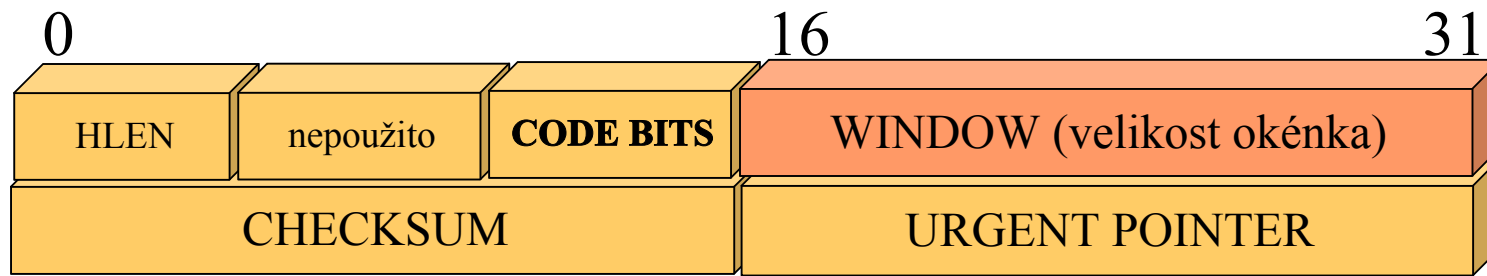 0 16 31
HLEN nepoužito CODE BITS WINDOW (velikost okénka)
CHECKSUM URGENT POINTER